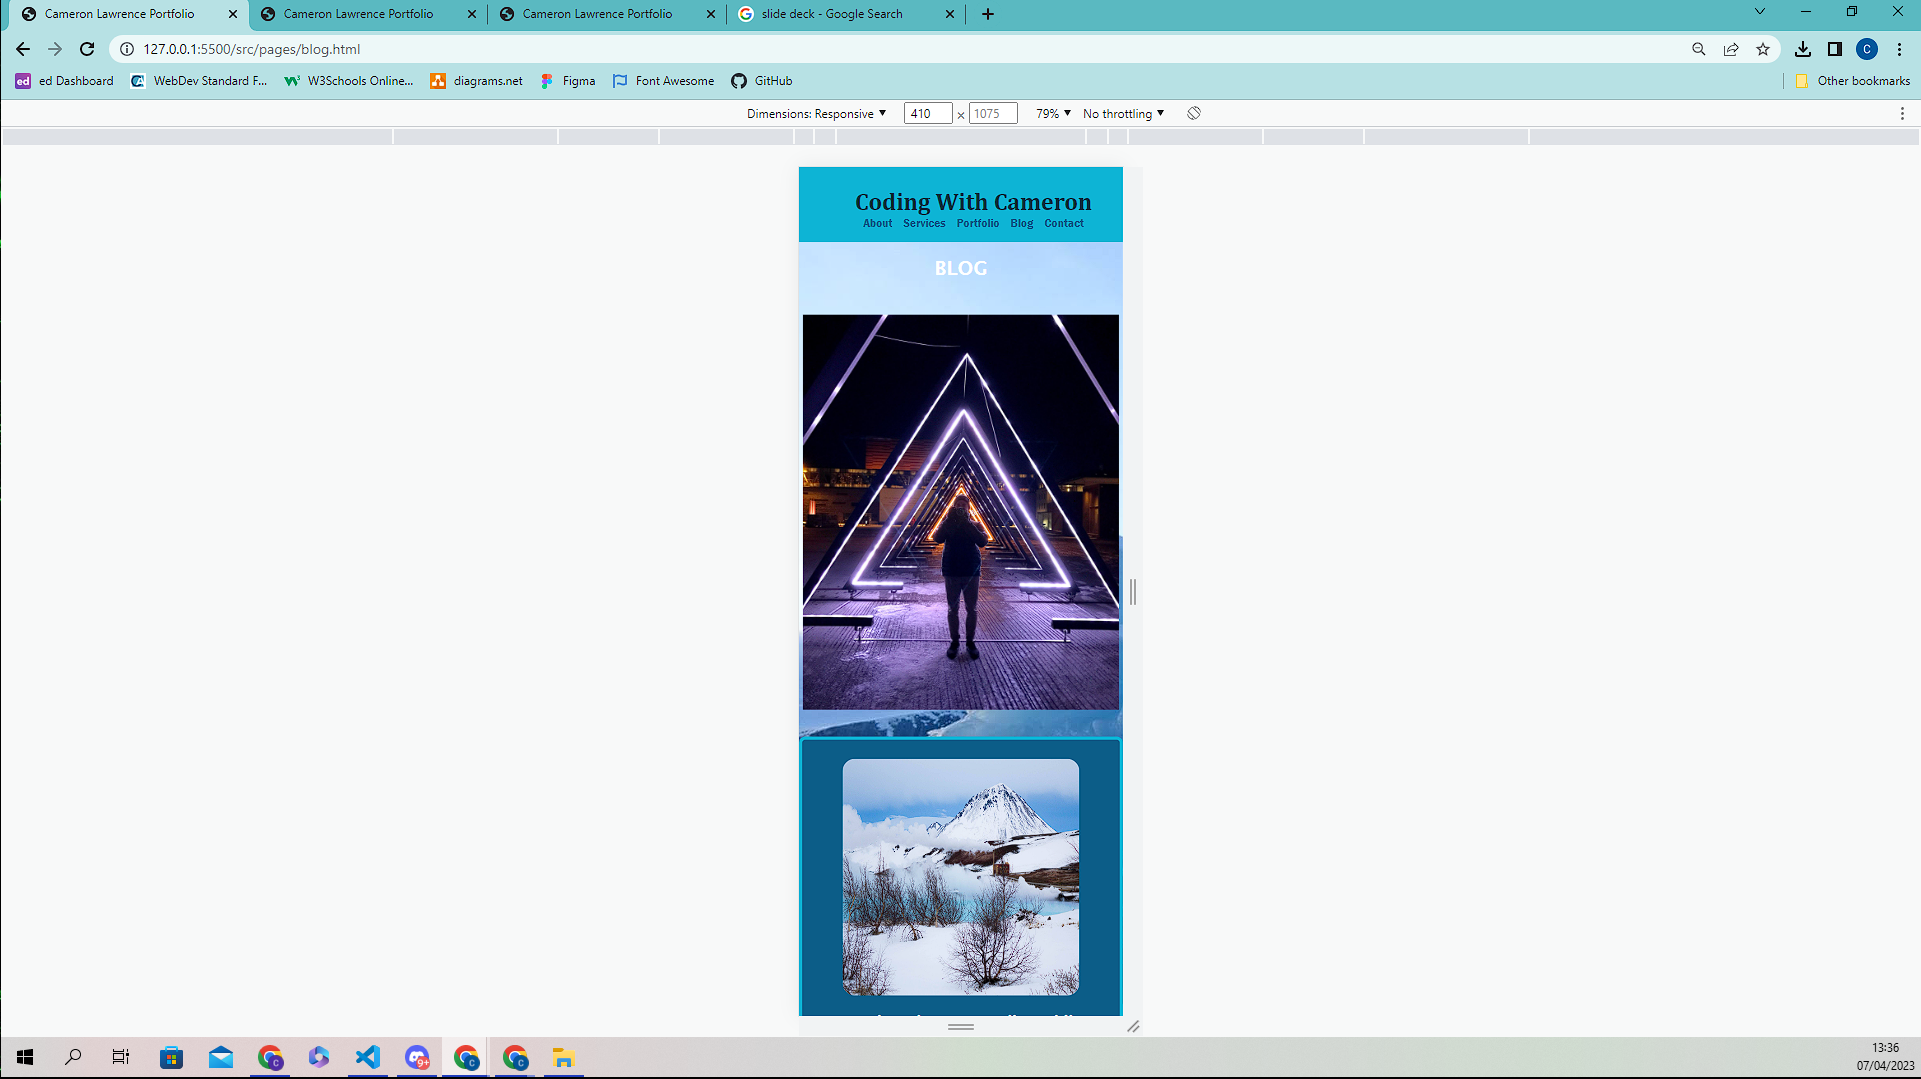 Cameron Lawrence Portfolio
Cameron Lawrence Portfolio
Cameron Lawrence Portfolio
slide deck - Google Search
127.0.0.1:5500/src/pages/blog.html
C
ed Dashboard
WebDev Standard F...
W3Schools Online...
diagrams.net
Figma
Font Awesome
GitHub
Other bookmarks
Dimensions: Responsive
410
×
1075
79%
No throttling
Coding With Cameron
About Services Portfolio Blog Contact
BLOG
13:36
07/04/2023